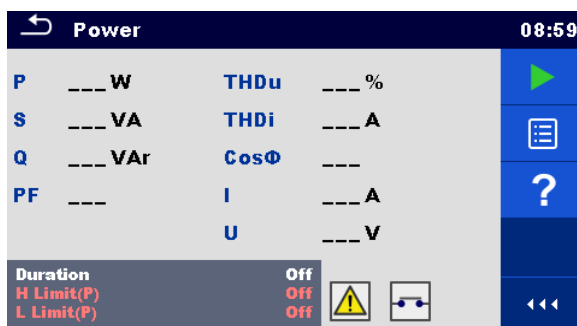 Power 08:59
P ___W THDu ___%
S ___VA THDi ___A
Q ___VAr CosΦ ___
PF ___ I ___A
U ___V
Duration Off
H Limit(P) Off
L Limit(P) Off
?